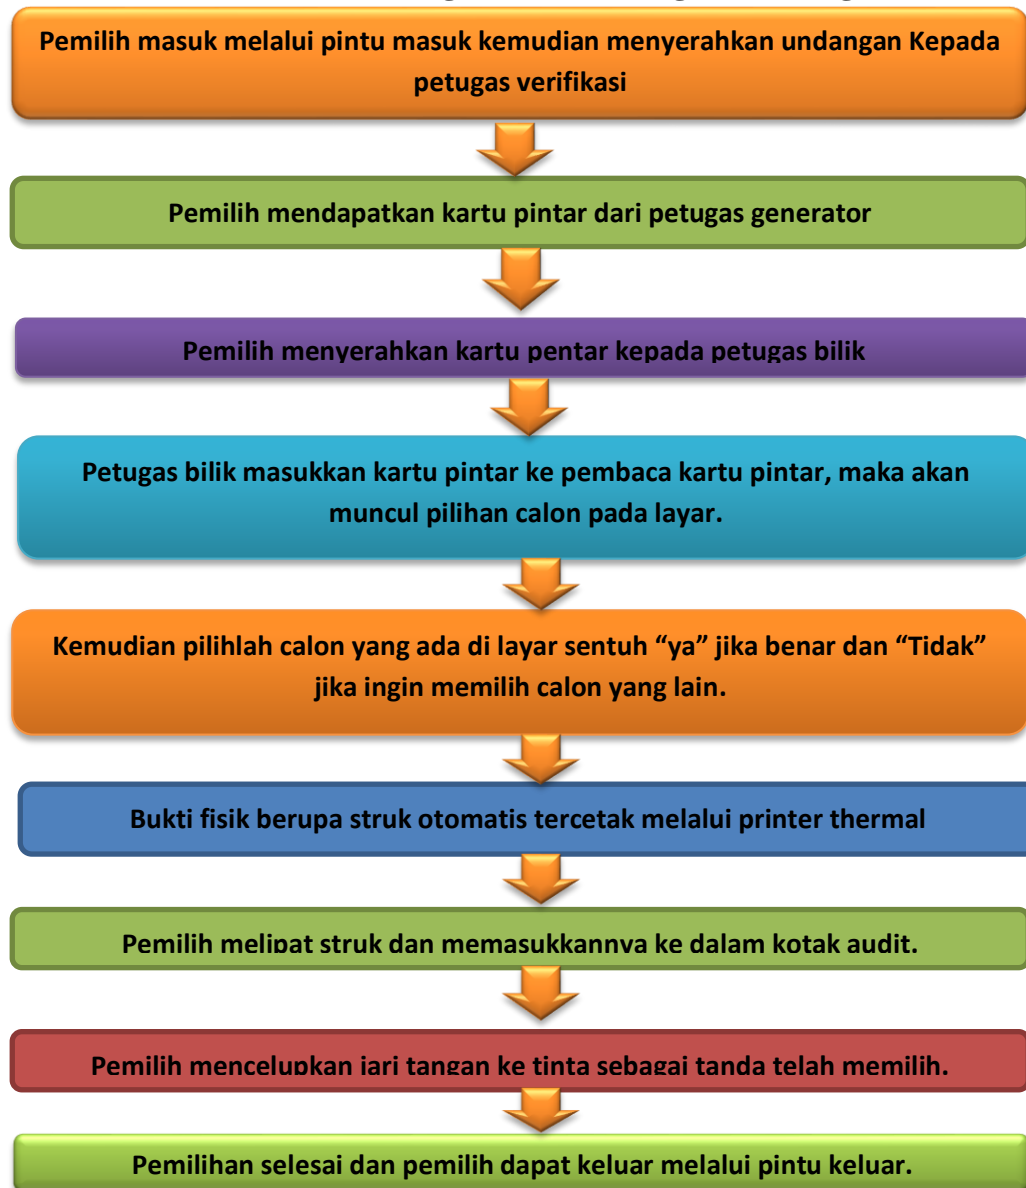 Pemilih masuk melalui pintu masuk kemudian menyerahkan undangan Kepada
petugas verifikasi
Pemilih mendapatkan kartu pintar dari petugas generator
Pemilih menyerahkan kartu pentar kepada petugas bilik
Petugas bilik masukkan kartu pintar ke pembaca kartu pintar, maka akan
muncul pilihan calon pada layar.
Kemudian pilihlah calon yang ada di layar sentuh “ya” jika benar dan “Tidak”
jika ingin memilih calon yang lain.
Bukti fisik berupa struk otomatis tercetak melalui printer thermal
Pemilih melipat struk dan memasukkannya ke dalam kotak audit.
Pemilih mencelupkan jari tangan ke tinta sebagai tanda telah memilih.
Pemilihan selesai dan pemilih dapat keluar melalui pintu keluar.